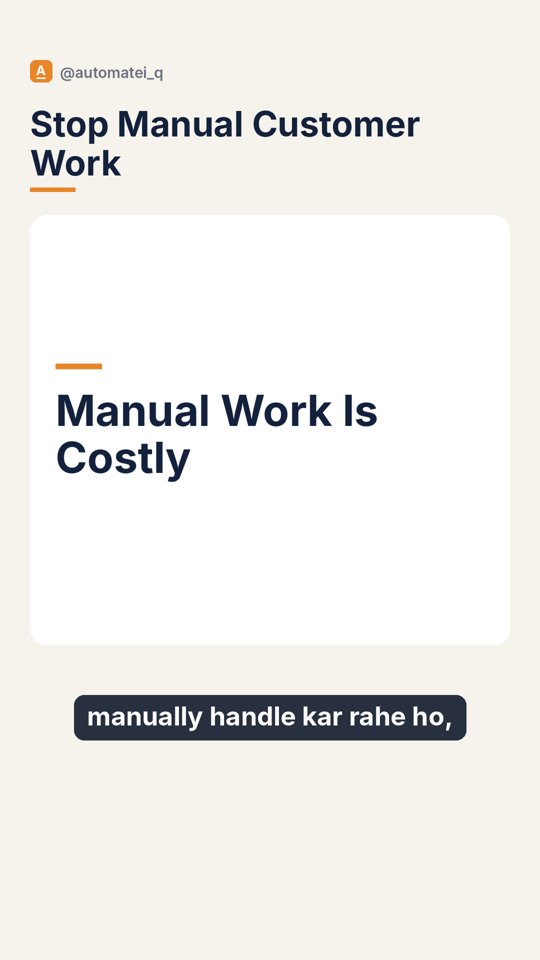 A
@automatei_q
Stop Manual Customer
Work
Manual Work Is
Costly
manually handle kar rahe ho,